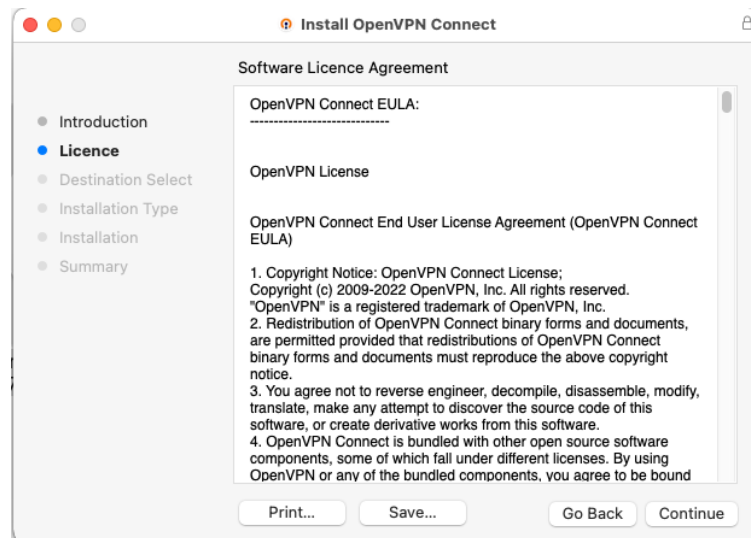 Install OpenVPN Connect
Software Licence Agreement
Introduction
Licence
Destination Select
Installation Type
Installation
Summary
OpenVPN Connect EULA:
-----------------------------
OpenVPN License
OpenVPN Connect End User License Agreement (OpenVPN Connect
EULA)
1. Copyright Notice: OpenVPN Connect License;
Copyright (c) 2009-2022 OpenVPN, Inc. All rights reserved.
"OpenVPN" is a registered trademark of OpenVPN, Inc.
2. Redistribution of OpenVPN Connect binary forms and documents,
are permitted provided that redistributions of OpenVPN Connect
binary forms and documents must reproduce the above copyright
notice.
3. You agree not to reverse engineer, decompile, disassemble, modify,
translate, make any attempt to discover the source code of this
software, or create derivative works from this software.
4. OpenVPN Connect is bundled with other open source software
components, some of which fall under different licenses. By using
OpenVPN or any of the bundled components, you agree to be bound
Print...
Save...
Go Back
Continue